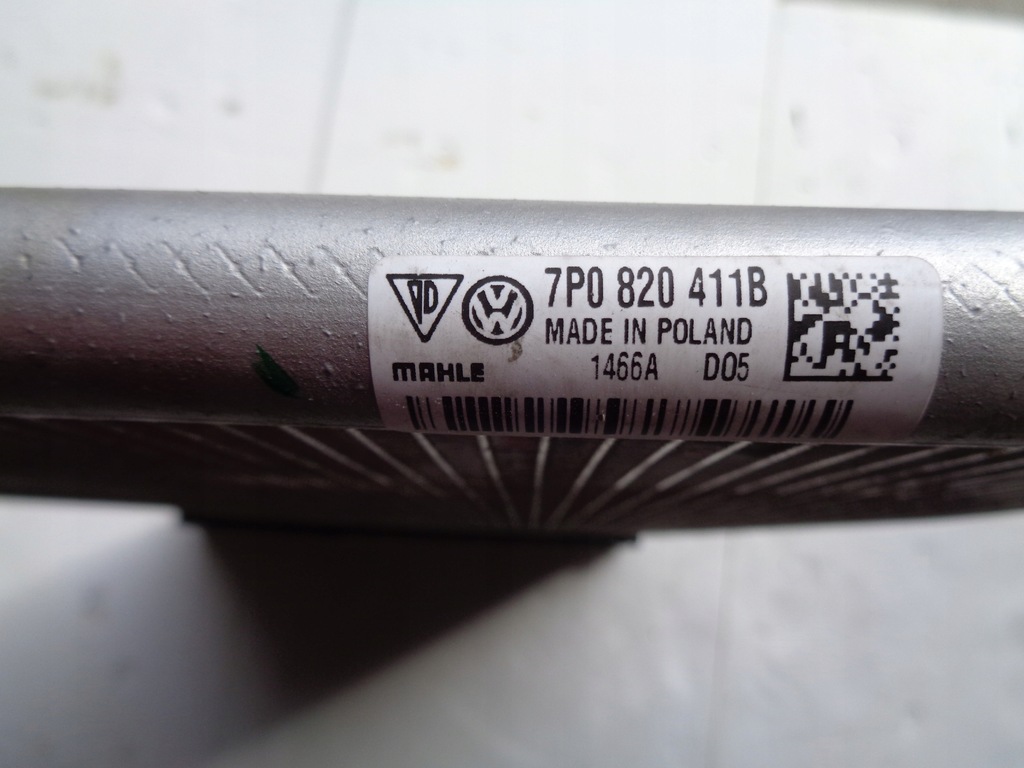 7P0 820 411B
MADE IN POLAND
MAHLE 1466A D05